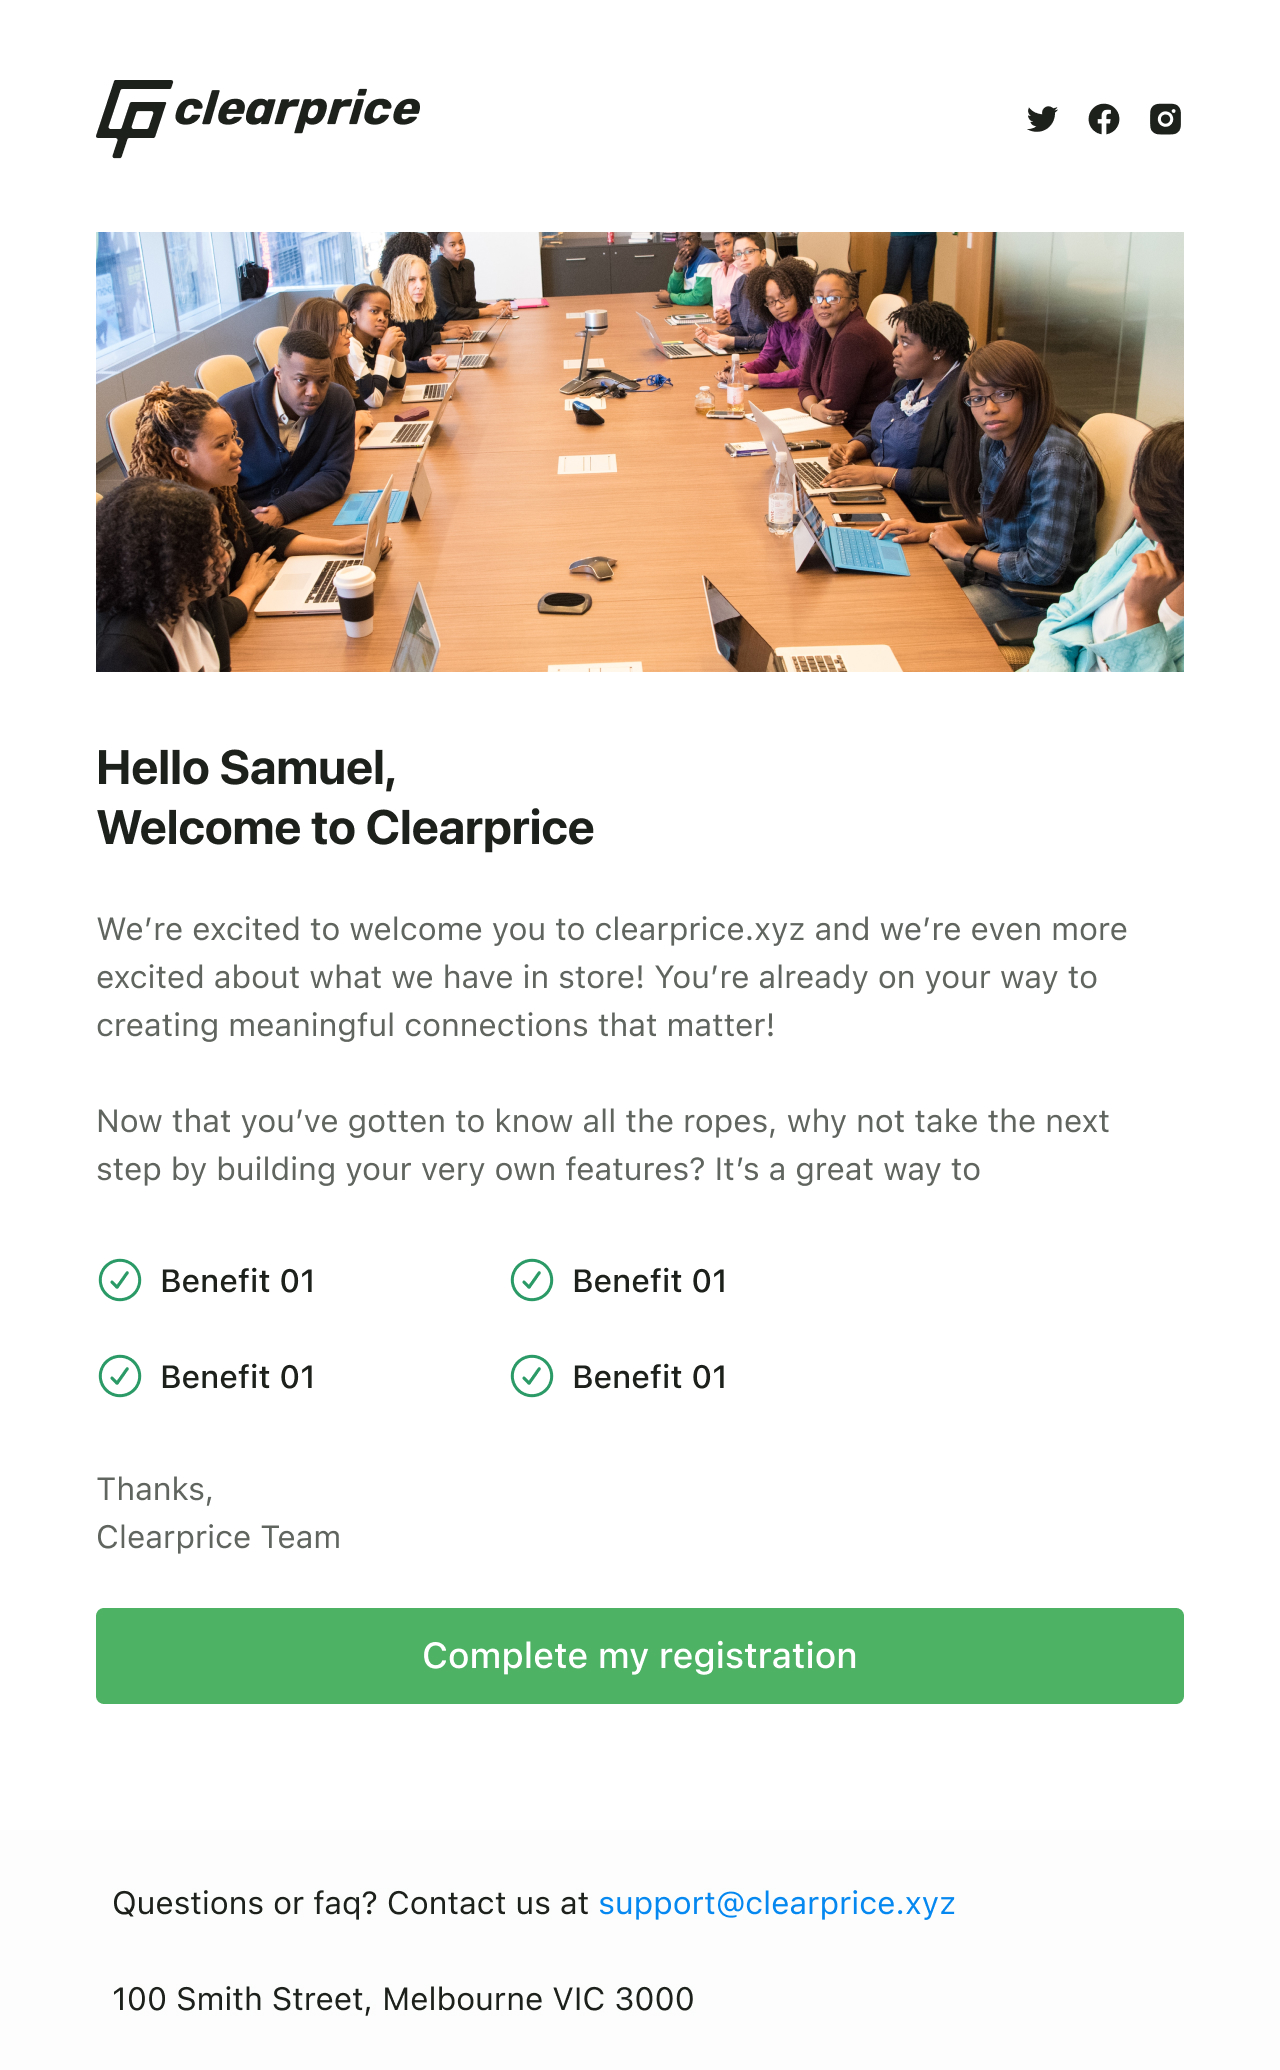 clearprice
Hello Samuel,
Welcome to Clearprice
We’re excited to welcome you to clearprice.xyz and we’re even more
excited about what we have in store! You’re already on your way to
creating meaningful connections that matter!
Now that you’ve gotten to know all the ropes, why not take the next
step by building your very own features? It’s a great way to
Benefit 01 Benefit 01
Benefit 01 Benefit 01
Thanks,
Clearprice Team
Complete my registration
Questions or faq? Contact us at support@clearprice.xyz
100 Smith Street, Melbourne VIC 3000